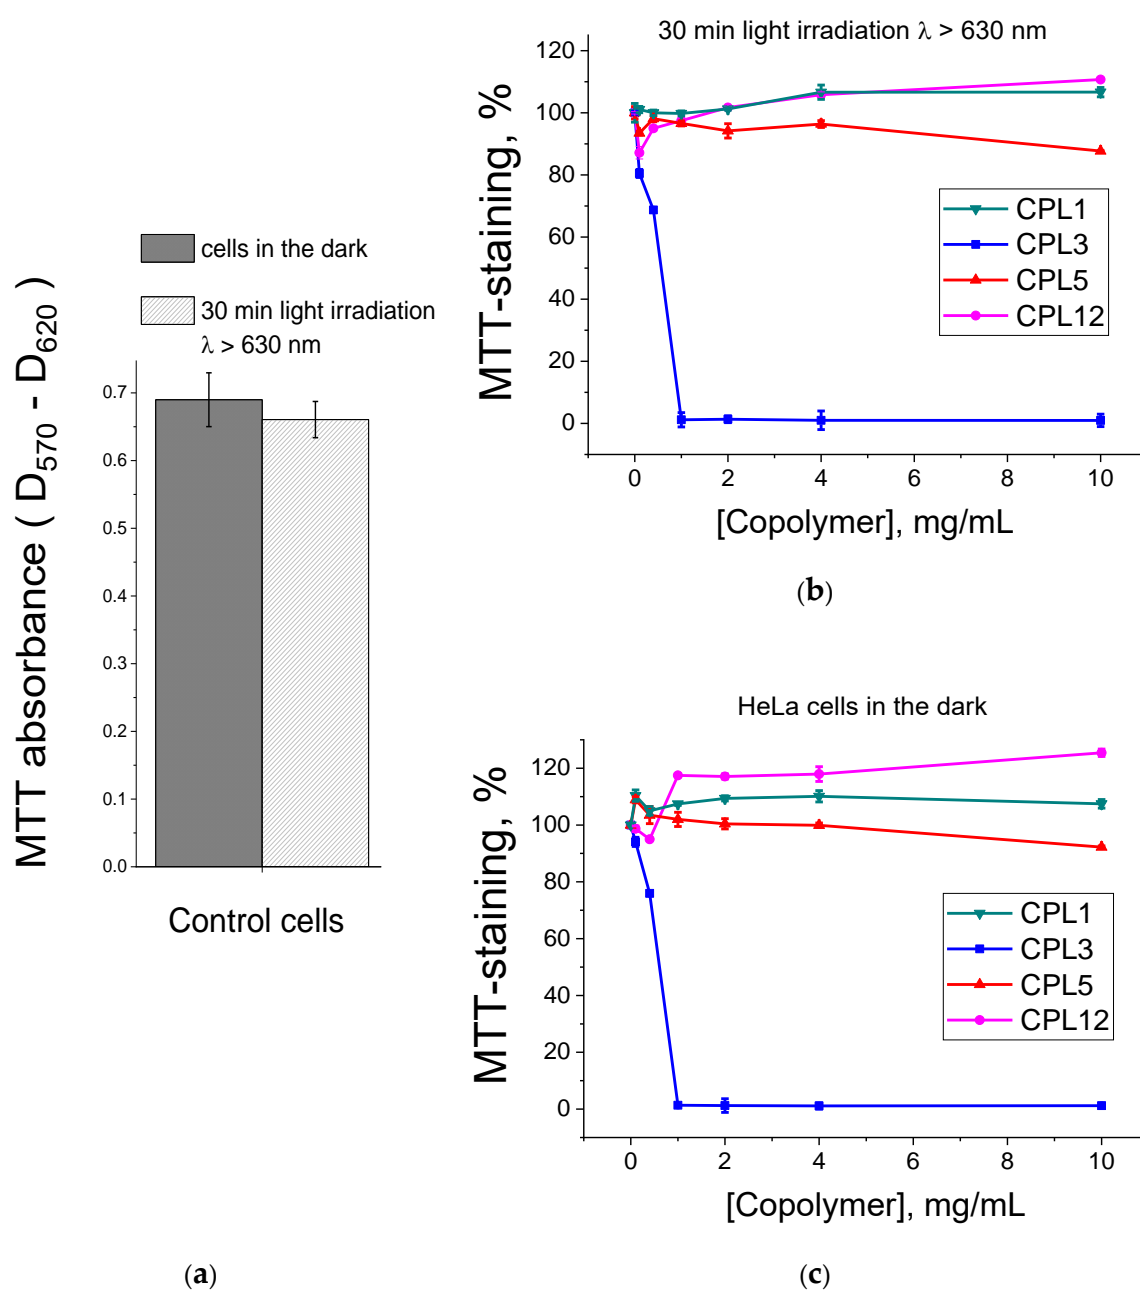 cells in the dark
30 min light irradiation
λ > 630 nm
MTT absorbance ( D570 - D620 )
0.7
0.6
0.5
0.4
0.3
0.2
0.1
0.0
Control cells
(a)
30 min light irradiation λ > 630 nm
MTT-staining, %
120
100
80
60
40
20
0
CPL1
CPL3
CPL5
CPL12
0 2 4 6 8 10
[Copolymer], mg/mL
(b)
HeLa cells in the dark
MTT-staining, %
120
100
80
60
40
20
0
CPL1
CPL3
CPL5
CPL12
0 2 4 6 8 10
[Copolymer], mg/mL
(c)